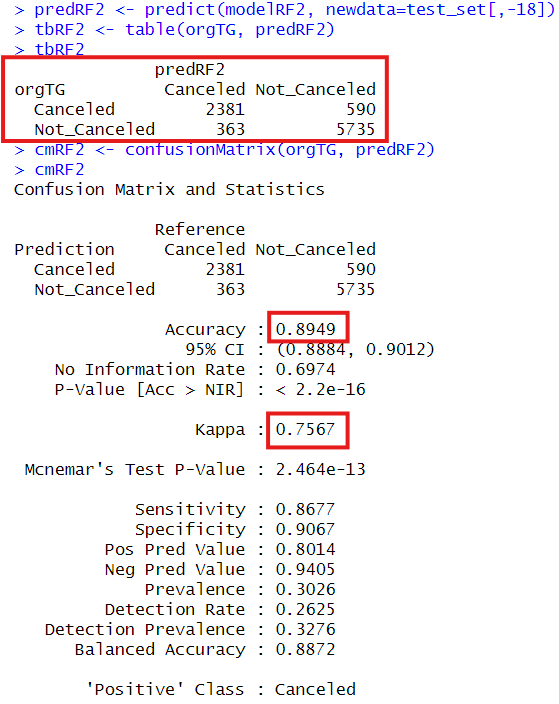 > predRF2 <- predict(modelRF2, newdata=test_set[,-18])
> tbRF2 <- table(orgTG, predRF2)
> tbRF2
predRF2
orgTG Canceled Not_Canceled
Canceled 2381 590
Not_Canceled 363 5735
> cmRF2 <- confusionMatrix(orgTG, predRF2)
> cmRF2
Confusion Matrix and Statistics
Reference
Prediction Canceled Not_Canceled
Canceled 2381 590
Not_Canceled 363 5735
Accuracy : 0.8949
95% CI : (0.8884, 0.9012)
No Information Rate : 0.6974
P-Value [Acc > NIR] : < 2.2e-16
Kappa : 0.7567
Mcnemar's Test P-Value : 2.464e-13
Sensitivity : 0.8677
Specificity : 0.9067
Pos Pred Value : 0.8014
Neg Pred Value : 0.9405
Prevalence : 0.3026
Detection Rate : 0.2625
Detection Prevalence : 0.3276
Balanced Accuracy : 0.8872
'Positive' Class : Canceled